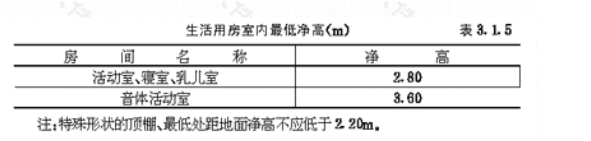 生活用房室内最低净高(m) 表 3.1.5
房间名称 净高
活动室、寝室、乳儿室 2.80
音体活动室 3.60
注:特殊形状的顶棚、最低处距地面净高不应低于 2.20m。